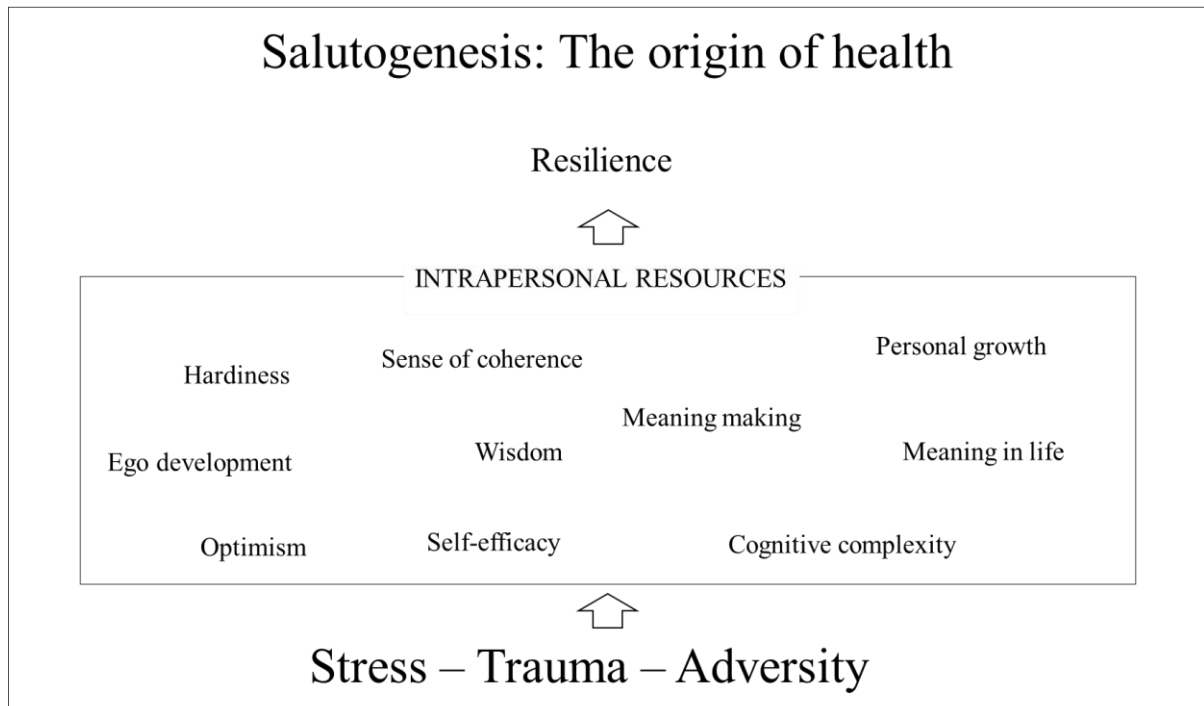 Salutogenesis: The origin of health
Resilience
INTRAPERSONAL RESOURCES
Hardiness
Sense of coherence
Personal growth
Meaning making
Ego development
Wisdom
Meaning in life
Optimism
Self-efficacy
Cognitive complexity
Stress – Trauma – Adversity